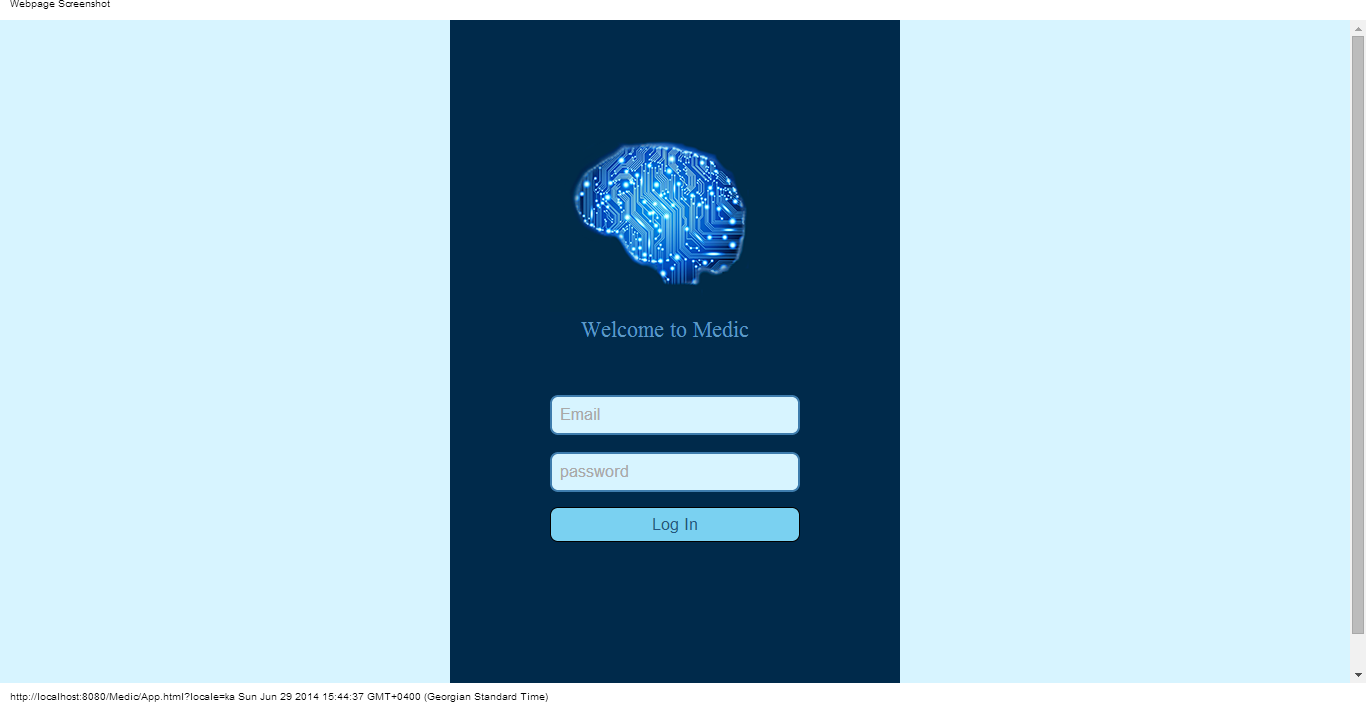 Webpage Screenshot
Welcome to Medic
Email
password
Log In
http://localhost:8080/Medic/App.html?locale=ka Sun Jun 29 2014 15:44:37 GMT+0400 (Georgian Standard Time)